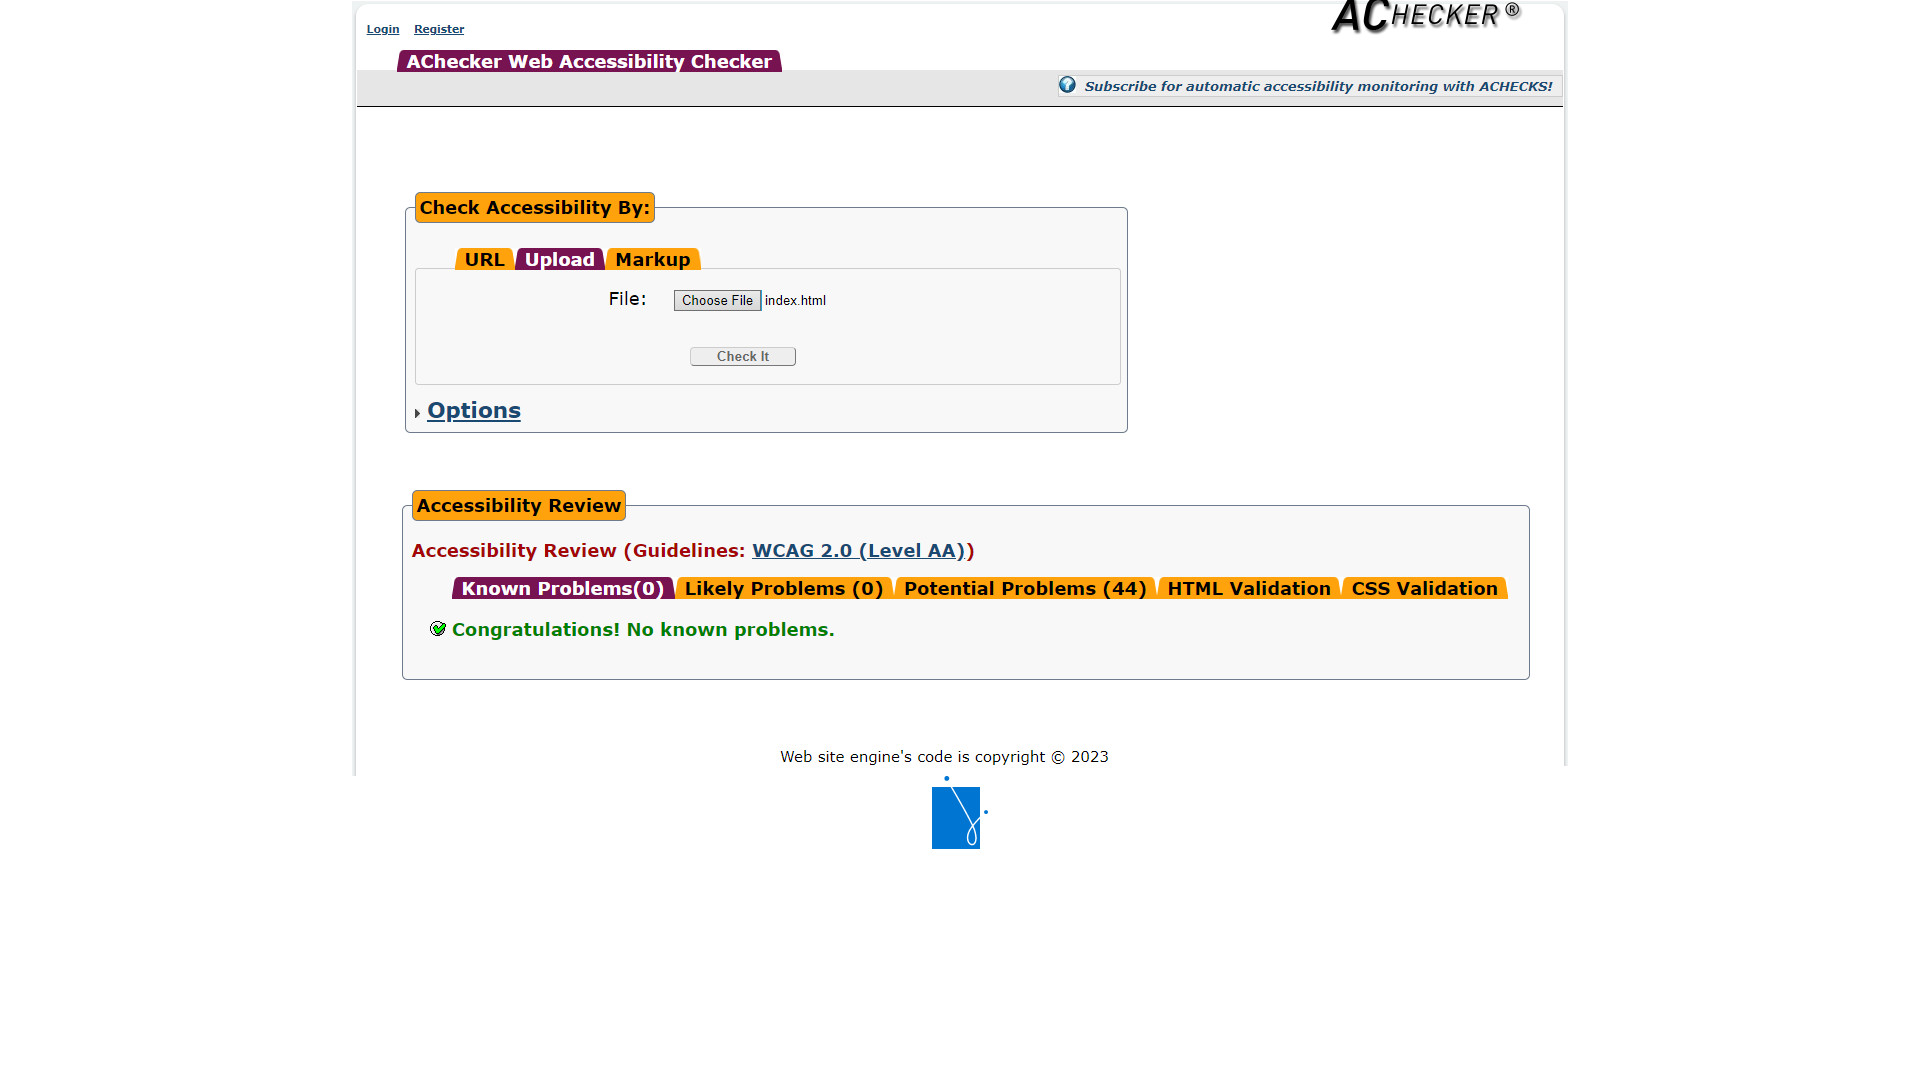 ACHECKER ®
Login Register
AChecker Web Accessibility Checker
Subscribe for automatic accessibility monitoring with ACHECKS!
Check Accessibility By:
URL Upload Markup
File: Choose File index.html
Check It
Options
Accessibility Review
Accessibility Review (Guidelines: WCAG 2.0 (Level AA))
Known Problems(0) Likely Problems (0) Potential Problems (44) HTML Validation CSS Validation
Congratulations! No known problems.
Web site engine's code is copyright © 2023